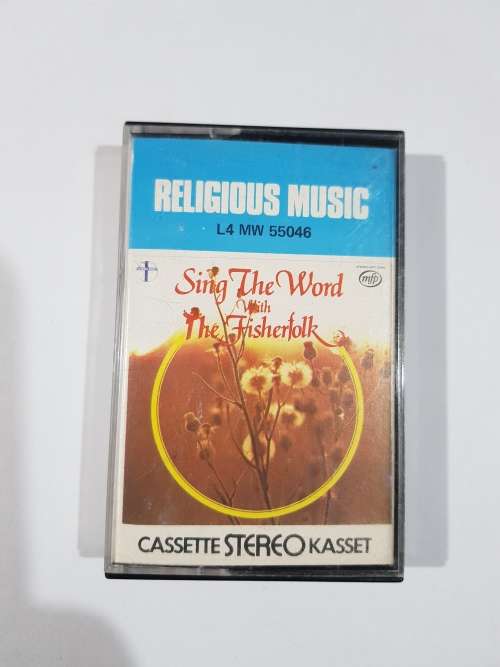 RELIGIOUS MUSIC
L4 MW 55046
mfp
Sing The Word
With
The Fisherfolk
CASSETTE STEREO KASSET